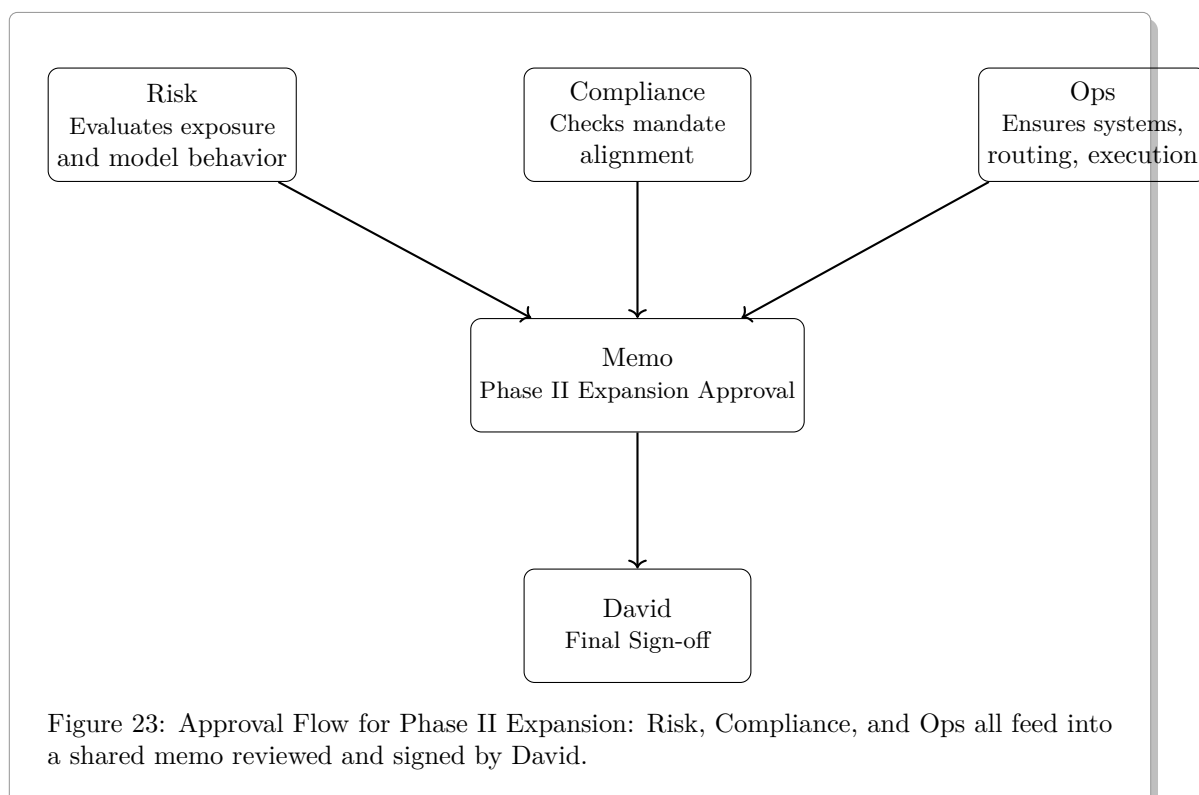 Risk
Evaluates exposure
and model behavior
Compliance
Checks mandate
alignment
Ops
Ensures systems,
routing, execution
Memo
Phase II Expansion Approval
David
Final Sign-off
Figure 23: Approval Flow for Phase II Expansion: Risk, Compliance, and Ops all feed into
a shared memo reviewed and signed by David.